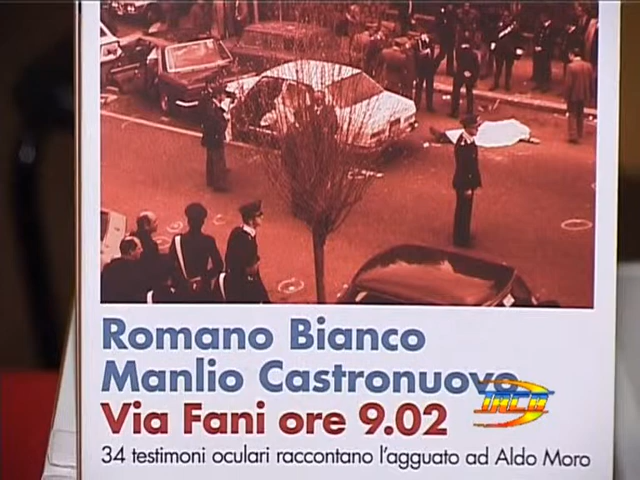 Romano Bianco
Manlio Castronuovo
Via Fani ore 9.02
34 testimoni oculari raccontano l'agguato ad Aldo Moro